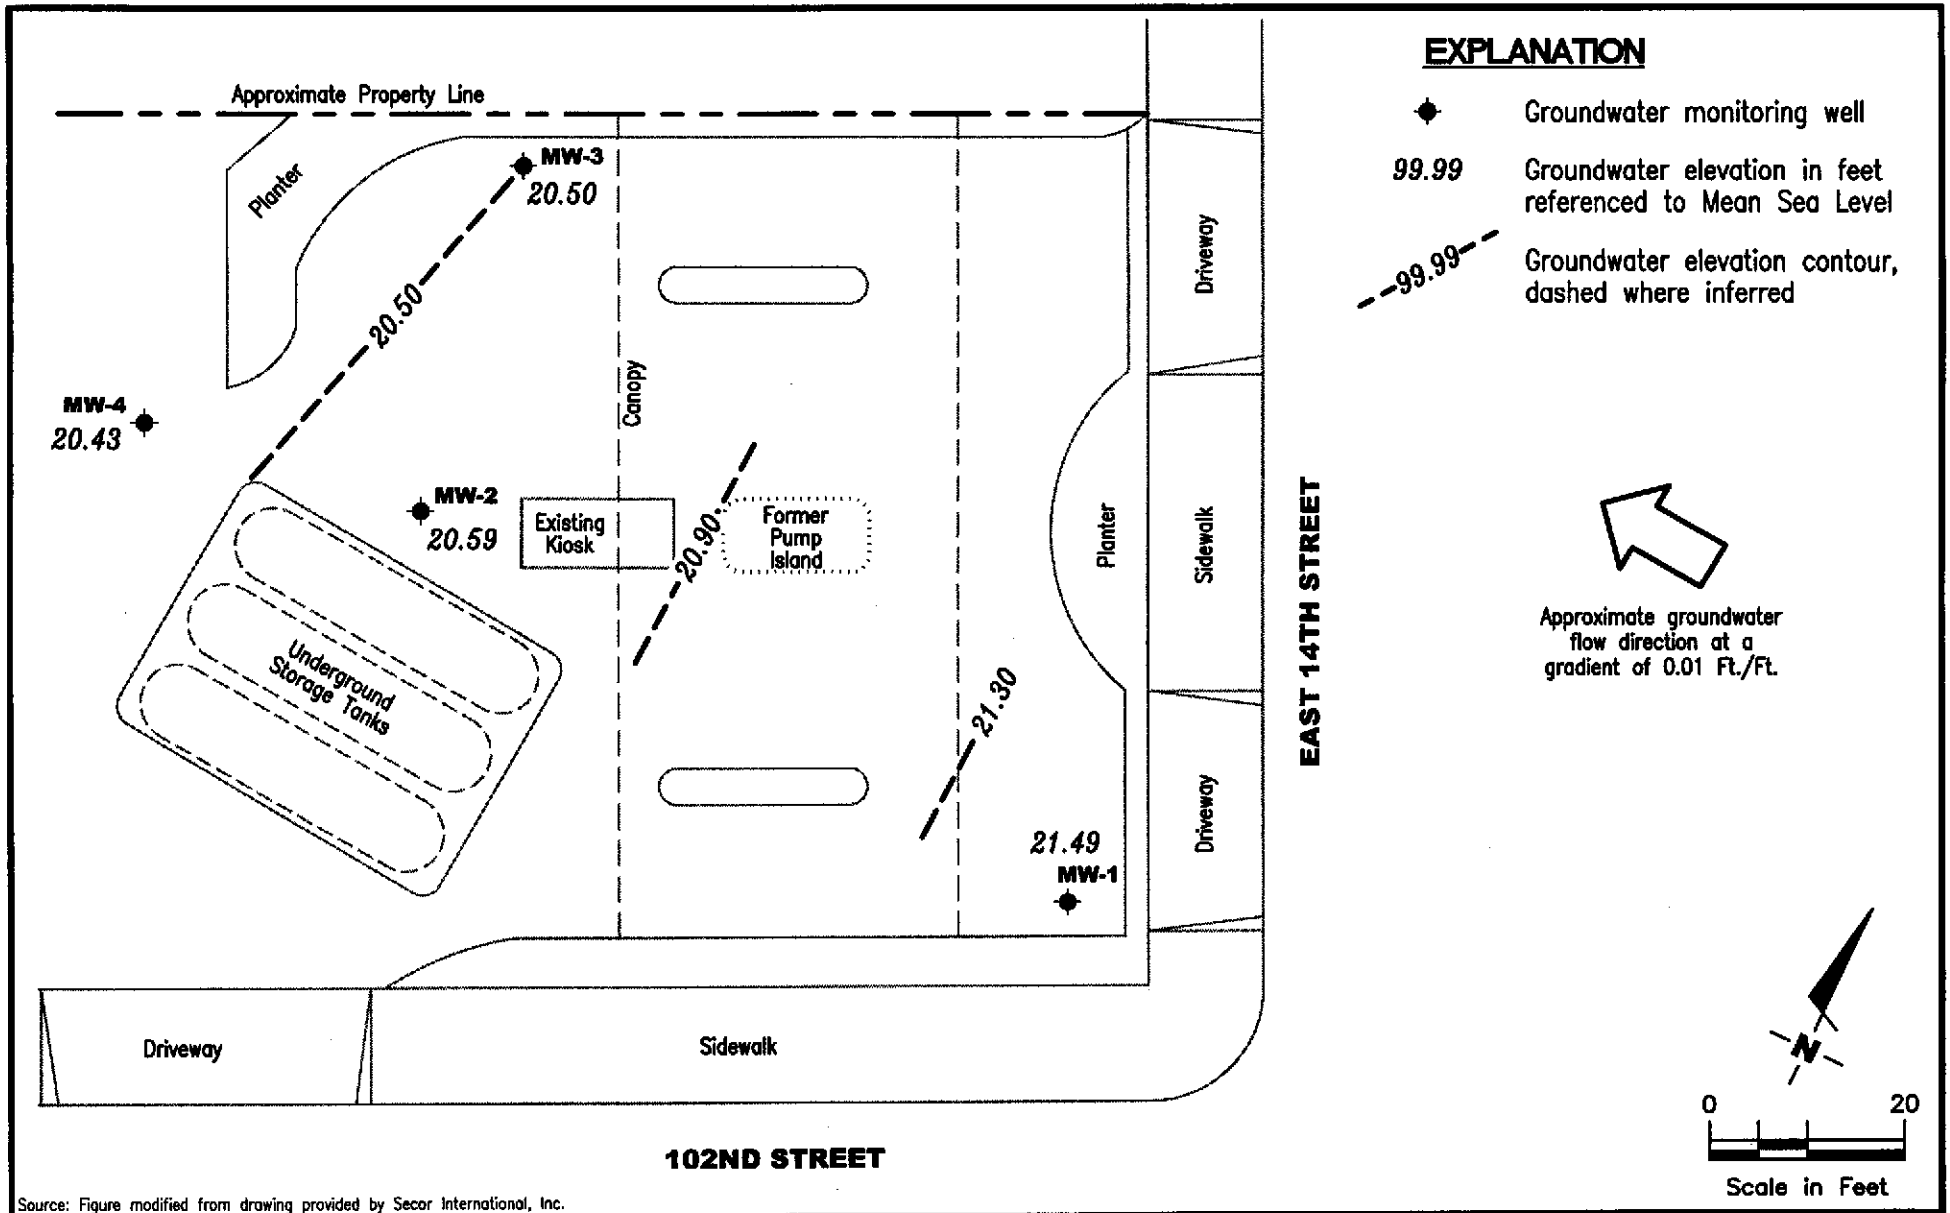 EXPLANATION
Approximate Property Line
Groundwater monitoring well
MW-3
20.50
Planter
99.99
Groundwater elevation in feet
referenced to Mean Sea Level
Driveway
99.99
Groundwater elevation contour,
dashed where inferred
20.50
Canopy
MW-4
20.43
MW-2
20.59
Existing
Kiosk
20.90
Former
Pump
Island
Planter
Sidewalk
EAST 14TH STREET
Approximate groundwater
flow direction at a
gradient of 0.01 Ft./Ft.
Underground
Storage Tanks
21.30
Driveway
21.49
MW-1
Driveway
Sidewalk
N
0 20
Scale in Feet
102ND STREET
Source: Figure modified from drawing provided by Secor International, Inc.